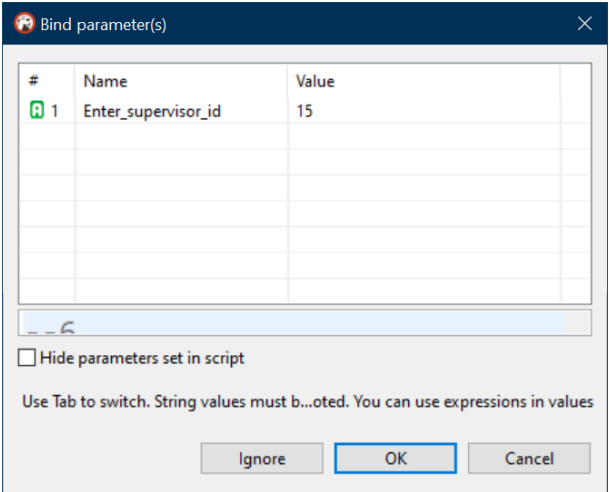 Bind parameter(s)
# Name Value
1 Enter_supervisor_id 15
--6
Hide parameters set in script
Use Tab to switch. String values must b...oted. You can use expressions in values
Ignore OK Cancel